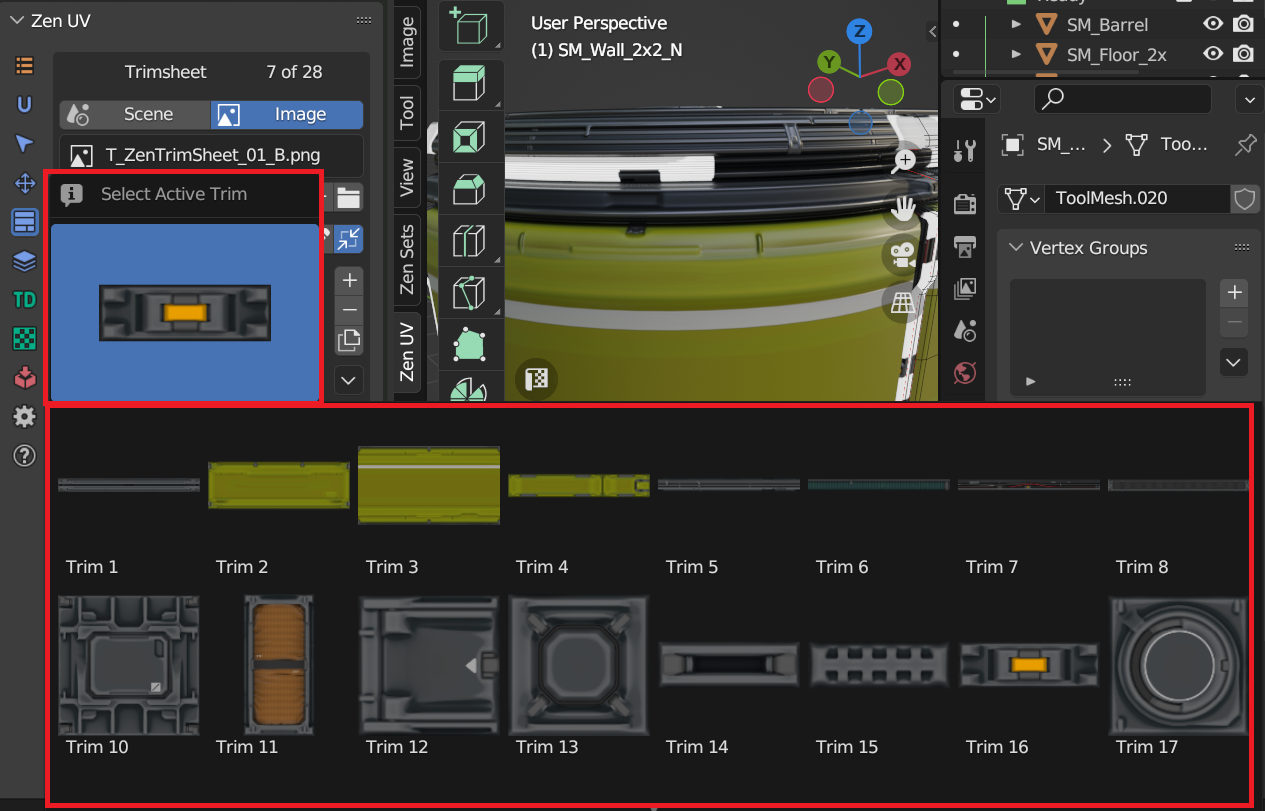 Zen UV
Trimsheet 7 of 28
Scene Image
T_ZenTrimSheet_01_B.png
Select Active Trim
TD
Image
Tool
View
Zen Sets
Zen UV
User Perspective
(1) SM_Wall_2x2_N
Z
Y
X
SM_Barrel
SM_Floor_2x
SM_... Too...
ToolMesh.020
Vertex Groups
Trim 1 Trim 2 Trim 3 Trim 4 Trim 5 Trim 6 Trim 7 Trim 8
Trim 10 Trim 11 Trim 12 Trim 13 Trim 14 Trim 15 Trim 16 Trim 17